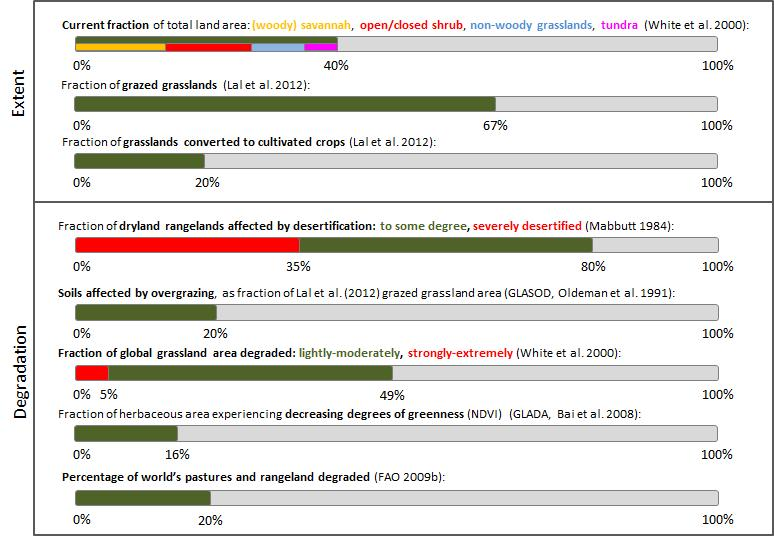 Extent
Current fraction of total land area: (woody) savannah, open/closed shrub, non-woody grasslands, tundra (White et al. 2000):
0% 40% 100%
Fraction of grazed grasslands (Lal et al. 2012):
0% 67% 100%
Fraction of grasslands converted to cultivated crops (Lal et al. 2012):
0% 20% 100%
Degradation
Fraction of dryland rangelands affected by desertification: to some degree, severely desertified (Mabbutt 1984):
0% 35% 80% 100%
Soils affected by overgrazing, as fraction of Lal et al. (2012) grazed grassland area (GLASOD, Oldeman et al. 1991):
0% 20% 100%
Fraction of global grassland area degraded: lightly-moderately, strongly-extremely (White et al. 2000):
0% 5% 49% 100%
Fraction of herbaceous area experiencing decreasing degrees of greenness (NDVI) (GLADA, Bai et al. 2008):
0% 16% 100%
Percentage of world's pastures and rangeland degraded (FAO 2009b):
0% 20% 100%